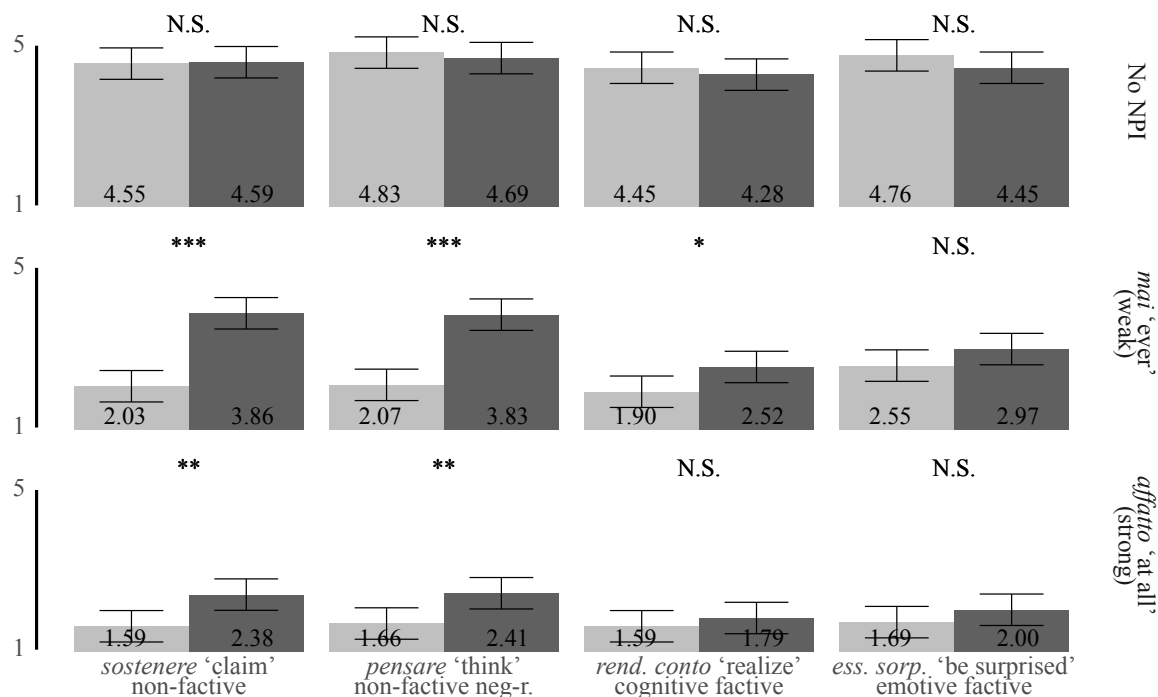 N.S. N.S. N.S. N.S.
5
4.55 4.59 4.83 4.69 4.45 4.28 4.76 4.45
1
No NPI
*** *** * N.S.
5
2.03 3.86 2.07 3.83 1.90 2.52 2.55 2.97
1
mai ‘ever’
(weak)
** ** N.S. N.S.
5
1.59 2.38 1.66 2.41 1.59 1.79 1.69 2.00
1
affatto ‘at all’
(strong)
sostenere ‘claim’ pensare ‘think’ rend. conto ‘realize’ ess. sorp. ‘be surprised’
non-factive non-factive neg-r. cognitive factive emotive factive